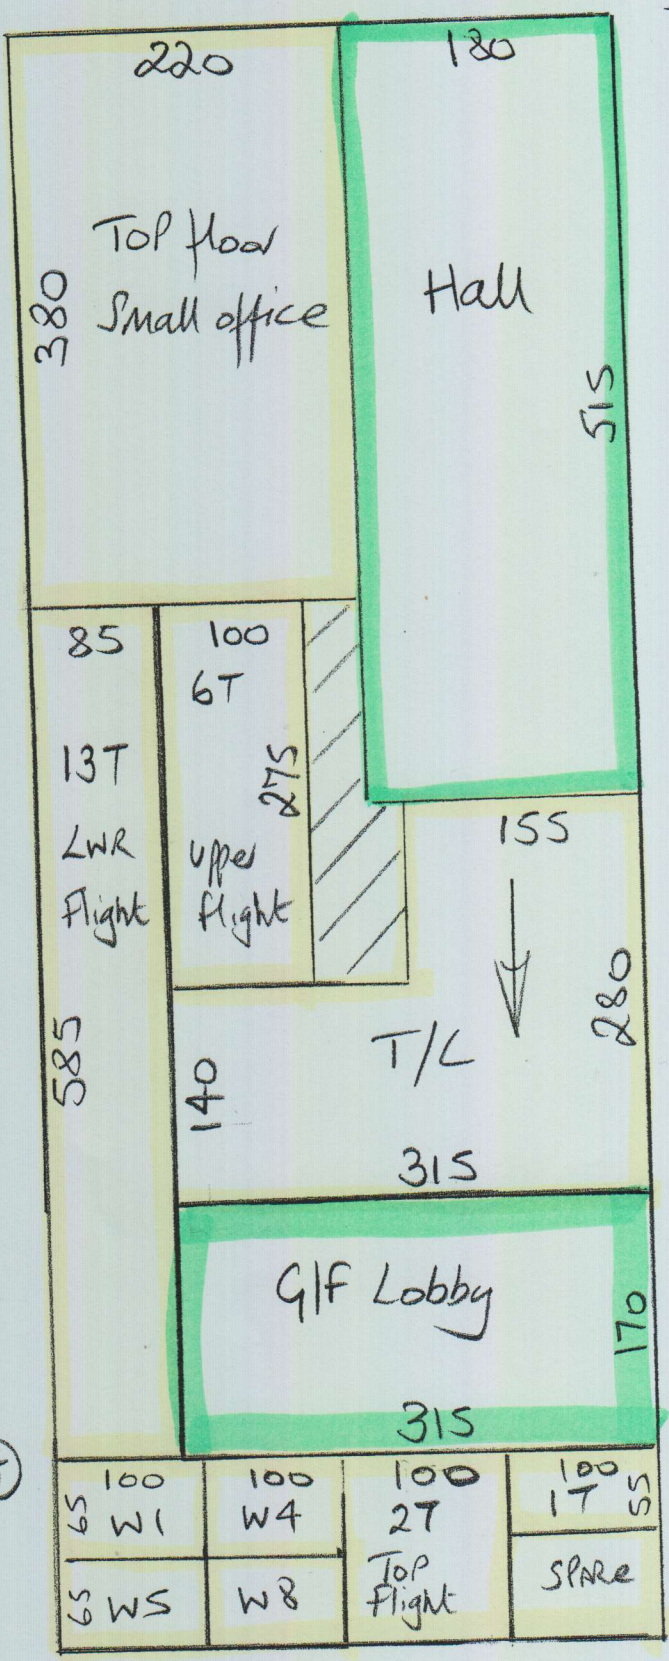 220
180
Top floor
Small office
380
Hall
515
85
13T
LWR
Flight
585
100
6T
275
Upper
flight
155
280
T/L
140
315
G/F Lobby
170
315
65
100
W1
100
W4
100
2T
Top
flight
100
1T
55
65
W5
W8
SPARE